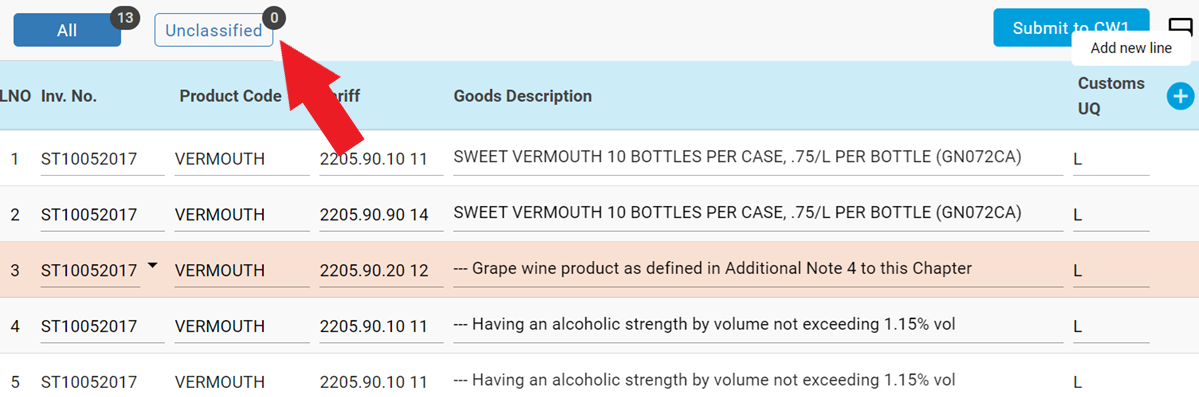 All 13 Unclassified 0 Submit to CW1
Add new line
LNO Inv. No. Product Code Goods Description Customs UQ
1 ST10052017 VERMOUTH 2205.90.10 11 SWEET VERMOUTH 10 BOTTLES PER CASE, .75/L PER BOTTLE (GN072CA) L
2 ST10052017 VERMOUTH 2205.90.90 14 SWEET VERMOUTH 10 BOTTLES PER CASE, .75/L PER BOTTLE (GN072CA) L
3 ST10052017 VERMOUTH 2205.90.20 12 --- Grape wine product as defined in Additional Note 4 to this Chapter L
4 ST10052017 VERMOUTH 2205.90.10 11 --- Having an alcoholic strength by volume not exceeding 1.15% vol L
5 ST10052017 VERMOUTH 2205.90.10 11 --- Having an alcoholic strength by volume not exceeding 1.15% vol L